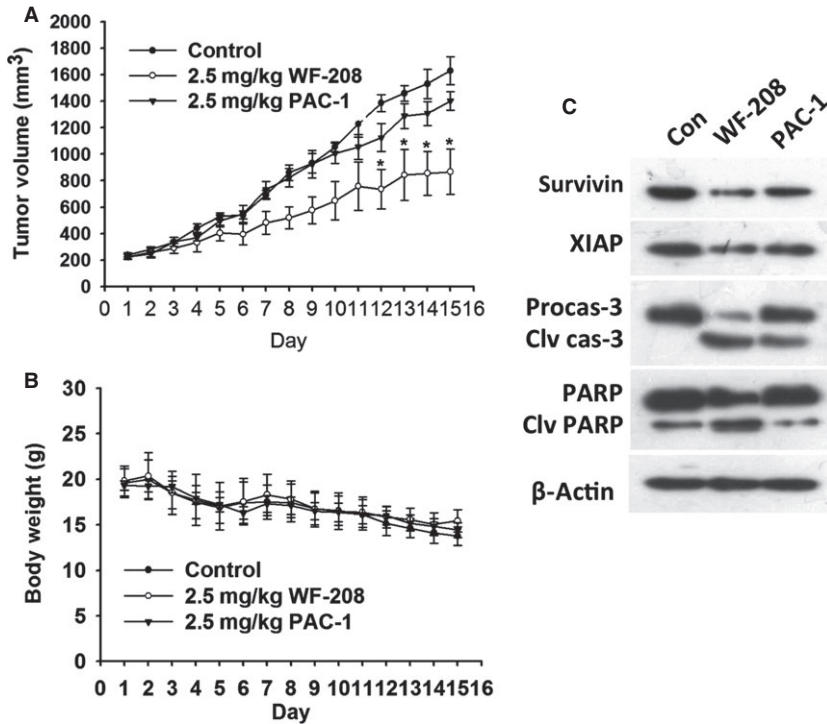 A
Tumor volume (mm3)
2000
1800
1600
1400
1200
1000
800
600
400
200
0
Control
2.5 mg/kg WF-208
2.5 mg/kg PAC-1
* * * *
0 1 2 3 4 5 6 7 8 9 10 11 12 13 14 15 16
Day
B
Body weight (g)
30
25
20
15
10
5
0
Control
2.5 mg/kg WF-208
2.5 mg/kg PAC-1
0 1 2 3 4 5 6 7 8 9 10 11 12 13 14 15 16
Day
C
Con WF-208 PAC-1
Survivin
XIAP
Procas-3
Clv cas-3
PARP
Clv PARP
β-Actin